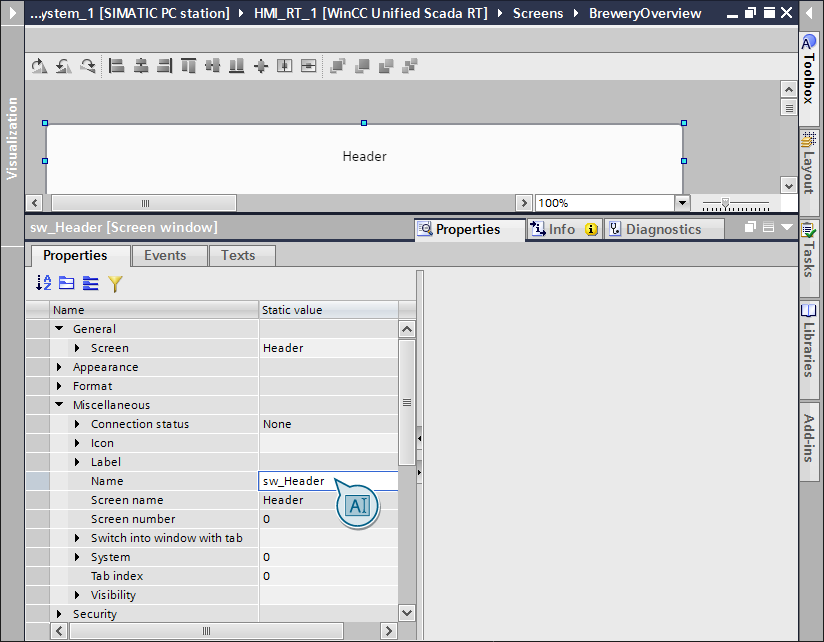 ...ystem_1 [SIMATIC PC station] HMI_RT_1 [WinCC Unified Scada RT] Screens BreweryOverview
Visualization
Header
100%
sw_Header [Screen window]
Properties Info Diagnostics
Properties Events Texts
Name Static value
General
Screen Header
Appearance
Format
Miscellaneous
Connection status None
Icon
Label
Name sw_Header
Screen name Header
Screen number 0
Switch into window with tab
System 0
Tab index 0
Visibility
Security
AI
Toolbox
Layout
Tasks
Libraries
Add-ins